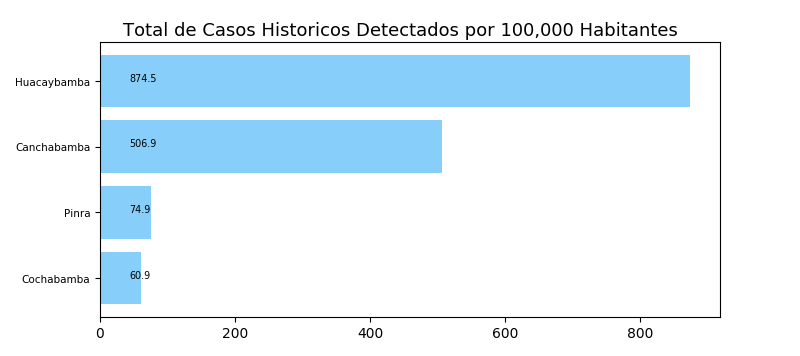 Total de Casos Historicos Detectados por 100,000 Habitantes
Huacaybamba 874.5
Canchabamba 506.9
Pinra 74.9
Cochabamba 60.9
0 200 400 600 800